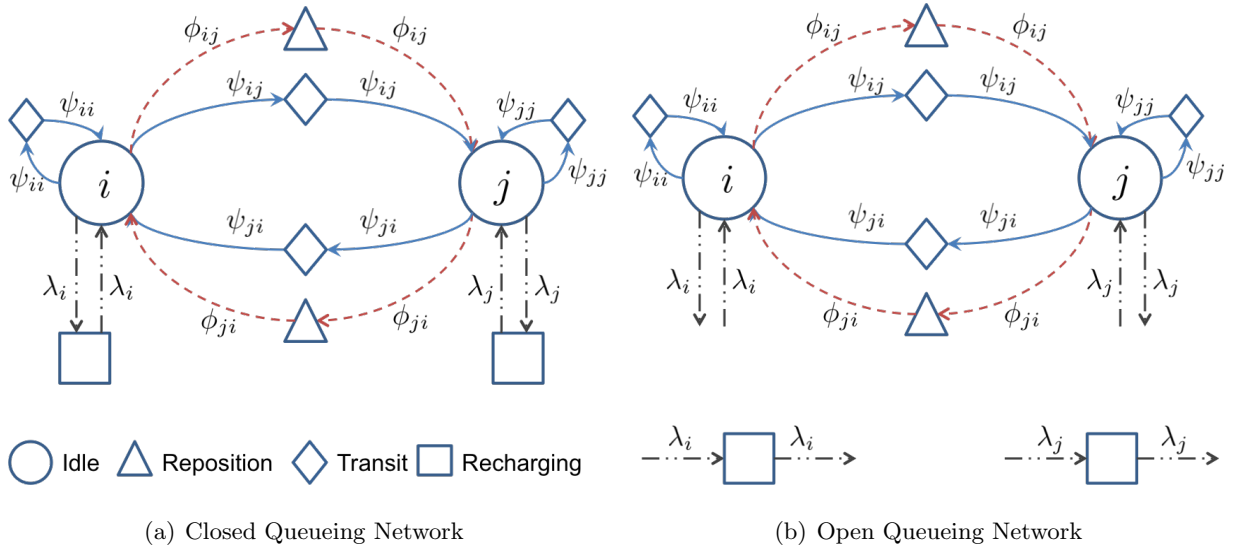 ϕij ϕij ϕij ϕij
ψij ψij ψij ψij
ψii ψjj ψii ψjj
ψii i j ψjj ψii i j ψjj
ψji ψji ψji ψji
λi λi λj λj λi λi λj λj
ϕji ϕji ϕji ϕji
λi λi λj λj
Idle Reposition Transit Recharging
(a) Closed Queueing Network (b) Open Queueing Network